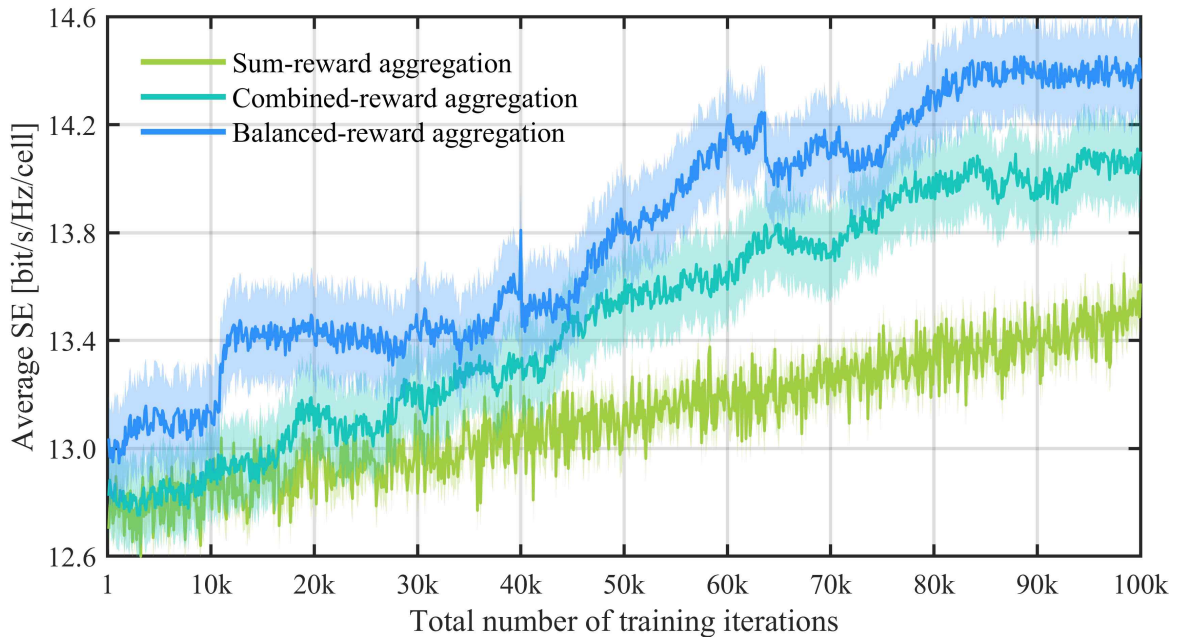 14.6
14.2
13.8
13.4
13.0
12.6
Average SE [bit/s/Hz/cell]
Sum-reward aggregation
Combined-reward aggregation
Balanced-reward aggregation
1 10k 20k 30k 40k 50k 60k 70k 80k 90k 100k
Total number of training iterations